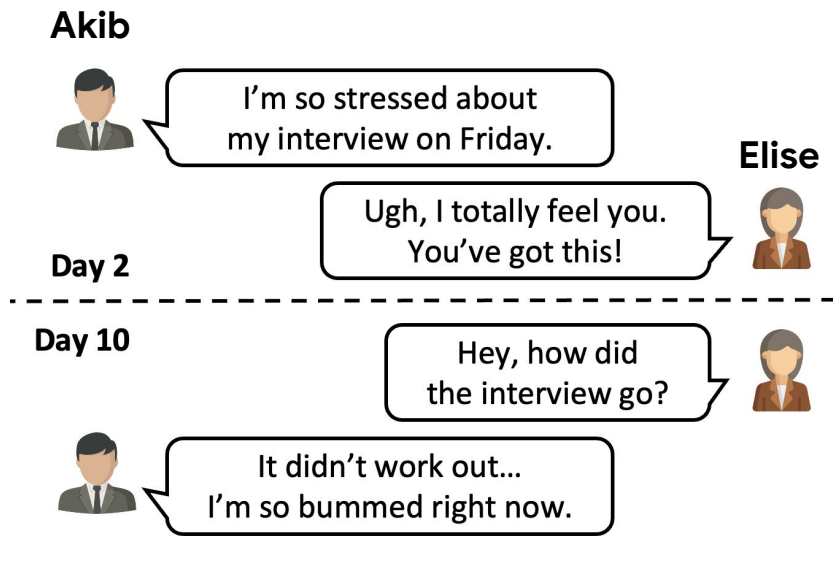 Akib
I’m so stressed about
my interview on Friday.
Elise
Ugh, I totally feel you.
You’ve got this!
Day 2
Day 10
Hey, how did
the interview go?
It didn’t work out...
I’m so bummed right now.